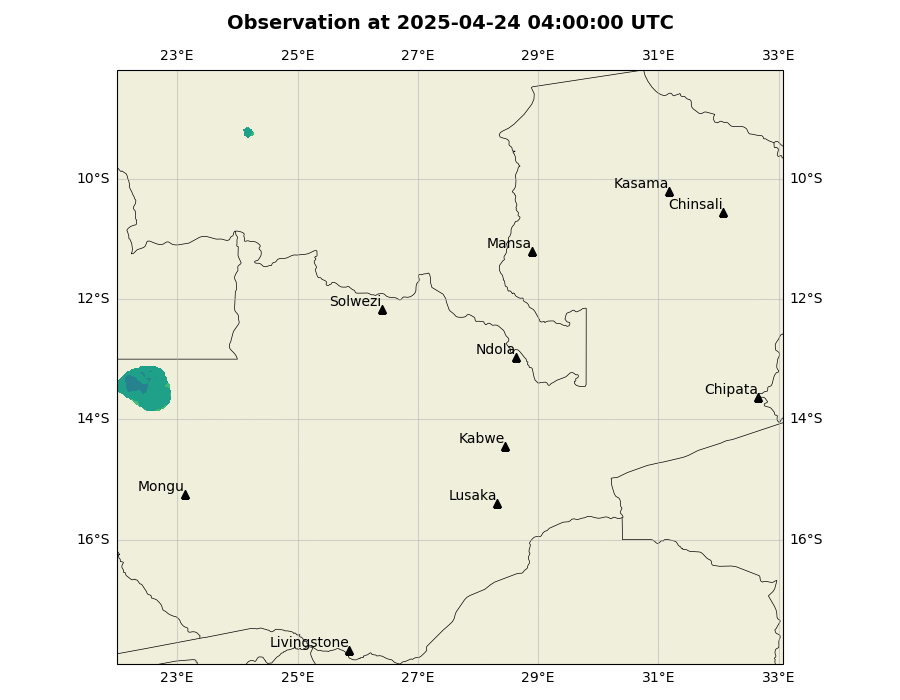 Observation at 2025-04-24 04:00:00 UTC
23°E 25°E 27°E 29°E 31°E 33°E
10°S 10°S
Kasama
Chinsali
Mansa
12°S 12°S
Solwezi
Ndola
Chipata
14°S 14°S
Kabwe
Mongu
Lusaka
16°S 16°S
Livingstone
23°E 25°E 27°E 29°E 31°E 33°E